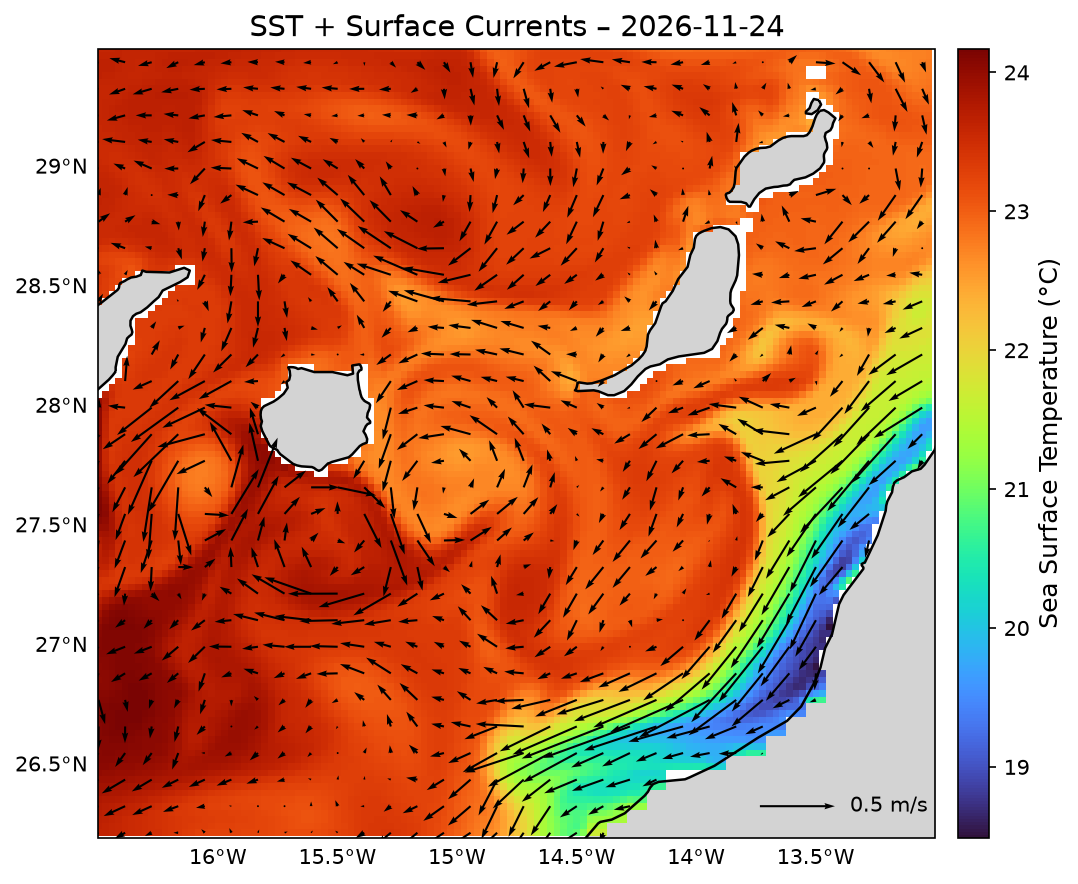 SST + Surface Currents – 2026-11-24
29°N
28.5°N
28°N
27.5°N
27°N
26.5°N
16°W
15.5°W
15°W
14.5°W
14°W
13.5°W
0.5 m/s
24
23
22
21
20
19
Sea Surface Temperature (°C)